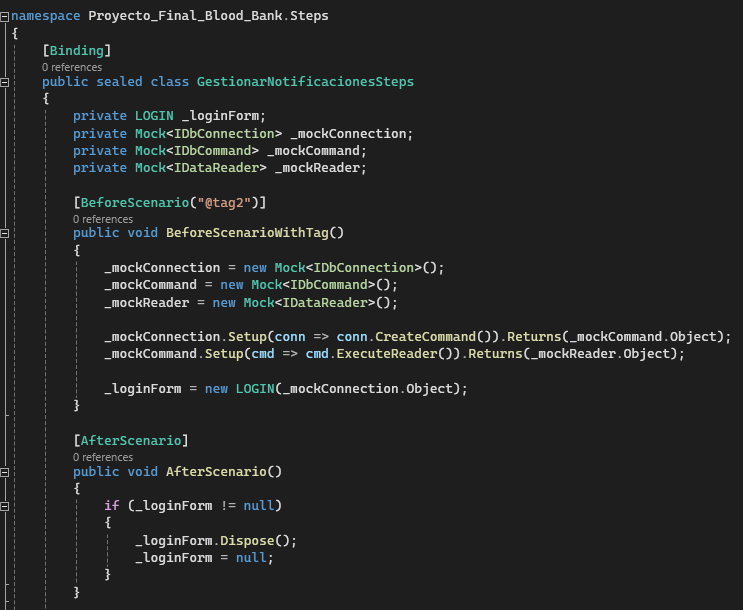 namespace Proyecto_Final_Blood_Bank.Steps
{
[Binding]
0 references
public sealed class GestionarNotificacionesSteps
{
private LOGIN _loginForm;
private Mock<IDbConnection> _mockConnection;
private Mock<IDbCommand> _mockCommand;
private Mock<IDataReader> _mockReader;
[BeforeScenario("@tag2")]
0 references
public void BeforeScenarioWithTag()
{
_mockConnection = new Mock<IDbConnection>();
_mockCommand = new Mock<IDbCommand>();
_mockReader = new Mock<IDataReader>();
_mockConnection.Setup(conn => conn.CreateCommand()).Returns(_mockCommand.Object);
_mockCommand.Setup(cmd => cmd.ExecuteReader()).Returns(_mockReader.Object);
_loginForm = new LOGIN(_mockConnection.Object);
}
[AfterScenario]
0 references
public void AfterScenario()
{
if (_loginForm != null)
{
_loginForm.Dispose();
_loginForm = null;
}
}